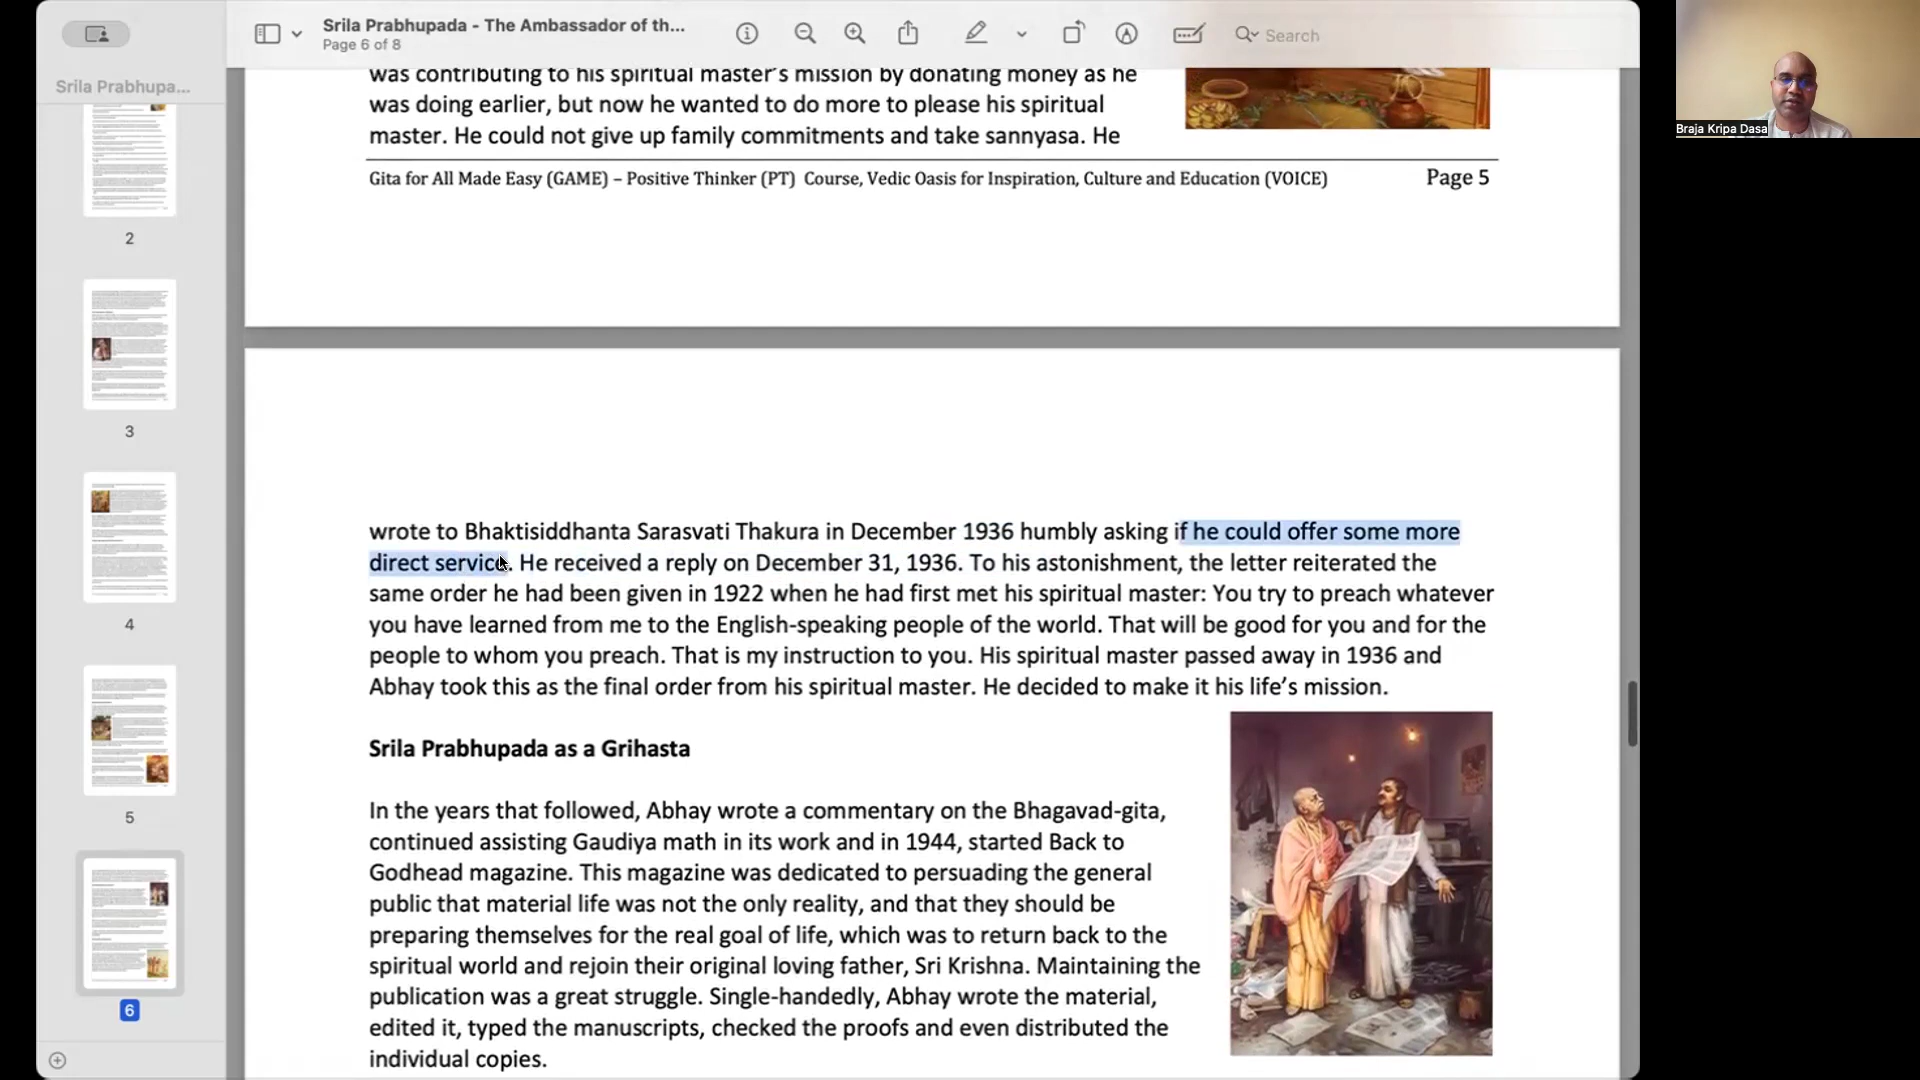 Srila Prabhupada - The Ambassador of th...
Page 6 of 8
Search
Srila Prabhupa...
2
3
4
5
6
was contributing to his spiritual master's mission by donating money as he
was doing earlier, but now he wanted to do more to please his spiritual
master. He could not give up family commitments and take sannyasa. He
Gita for All Made Easy (GAME) – Positive Thinker (PT) Course, Vedic Oasis for Inspiration, Culture and Education (VOICE) Page 5
wrote to Bhaktisiddhanta Sarasvati Thakura in December 1936 humbly asking if he could offer some more
direct service. He received a reply on December 31, 1936. To his astonishment, the letter reiterated the
same order he had been given in 1922 when he had first met his spiritual master: You try to preach whatever
you have learned from me to the English-speaking people of the world. That will be good for you and for the
people to whom you preach. That is my instruction to you. His spiritual master passed away in 1936 and
Abhay took this as the final order from his spiritual master. He decided to make it his life's mission.
Srila Prabhupada as a Grihasta
In the years that followed, Abhay wrote a commentary on the Bhagavad-gita,
continued assisting Gaudiya math in its work and in 1944, started Back to
Godhead magazine. This magazine was dedicated to persuading the general
public that material life was not the only reality, and that they should be
preparing themselves for the real goal of life, which was to return back to the
spiritual world and rejoin their original loving father, Sri Krishna. Maintaining the
publication was a great struggle. Single-handedly, Abhay wrote the material,
edited it, typed the manuscripts, checked the proofs and even distributed the
individual copies.
Braja Kripa Dasa